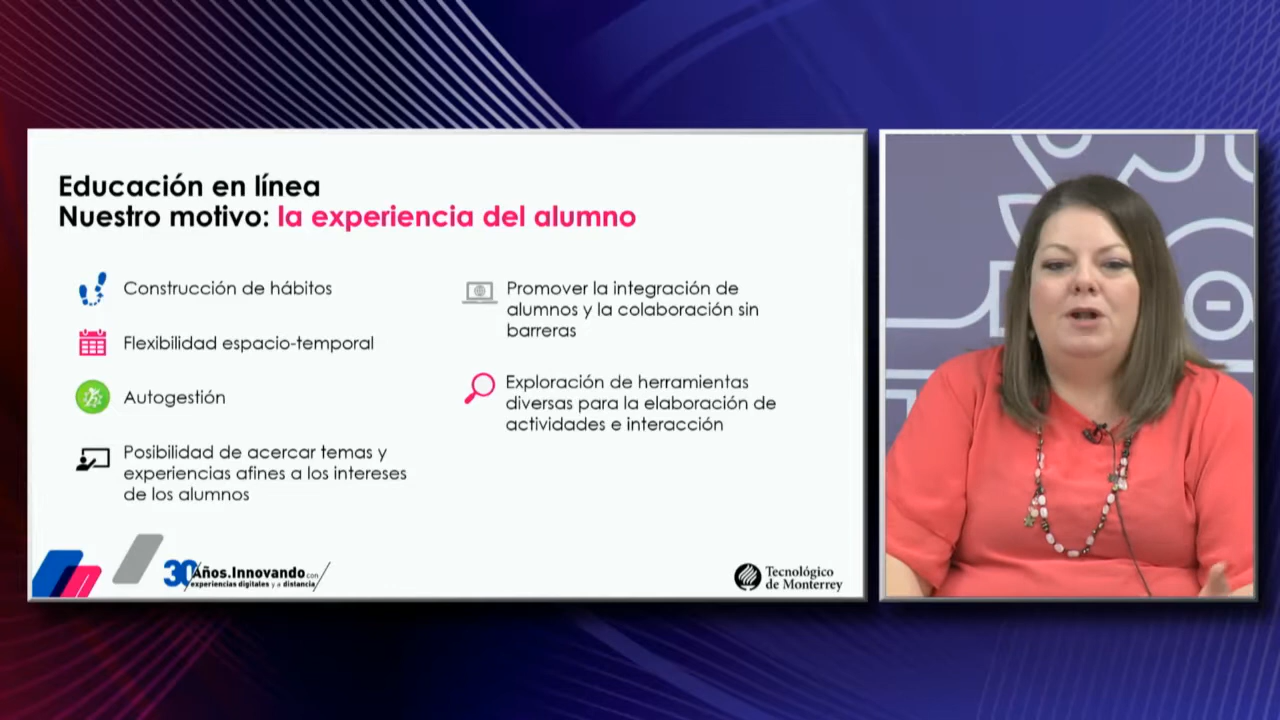 Educación en línea
Nuestro motivo: la experiencia del alumno
Construcción de hábitos
Flexibilidad espacio-temporal
Autogestión
Posibilidad de acercar temas y
experiencias afines a los intereses
de los alumnos
Promover la integración de
alumnos y la colaboración sin
barreras
Exploración de herramientas
diversas para la elaboración de
actividades e interacción
30 Años.Innovando con
experiencias digitales y a distancia
Tecnológico
de Monterrey